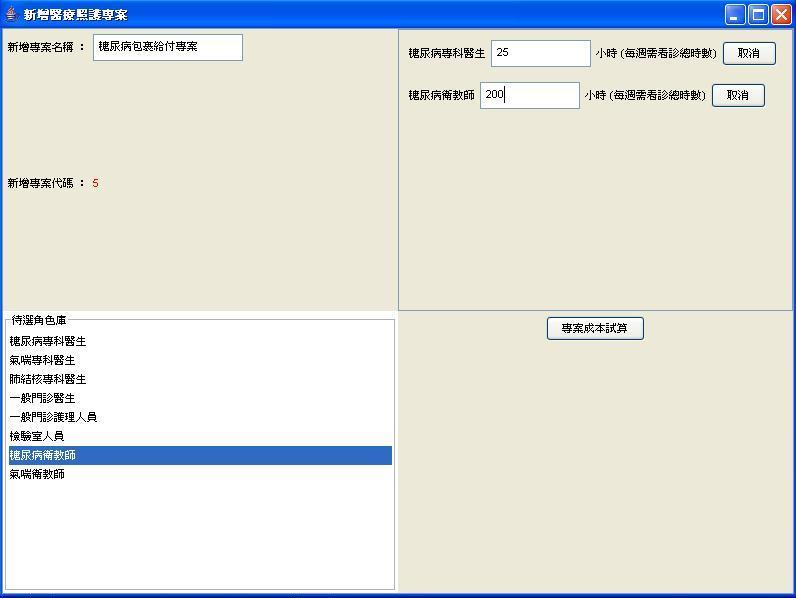 新增醫療照護專案
新增專案名稱 : 糖尿病包裹給付專案
糖尿病專科醫生 25 小時 (每週需看診總時數) 取消
糖尿病衛教師 200 小時 (每週需看診總時數) 取消
新增專案代碼 : 5
待選角色庫
糖尿病專科醫生
氣喘專科醫生
肺結核專科醫生
一般門診醫生
一般門診護理人員
檢驗室人員
糖尿病衛教師
氣喘衛教師
專案成本試算